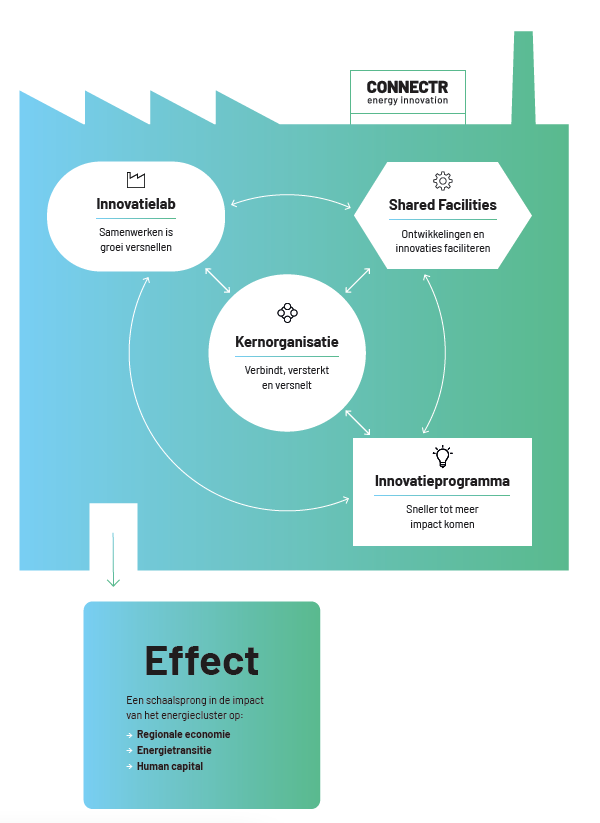 CONNECTR
energy innovation
Innovatielab
Samenwerken is
groei versnellen
Shared Facilities
Ontwikkelingen en
innovaties faciliteren
Kernorganisatie
Verbindt, versterkt
en versnelt
Innovatieprogramma
Sneller tot meer
impact komen
Effect
Een schaalsprong in de impact
van het energiecluster op:
→ Regionale economie
→ Energietransitie
→ Human capital